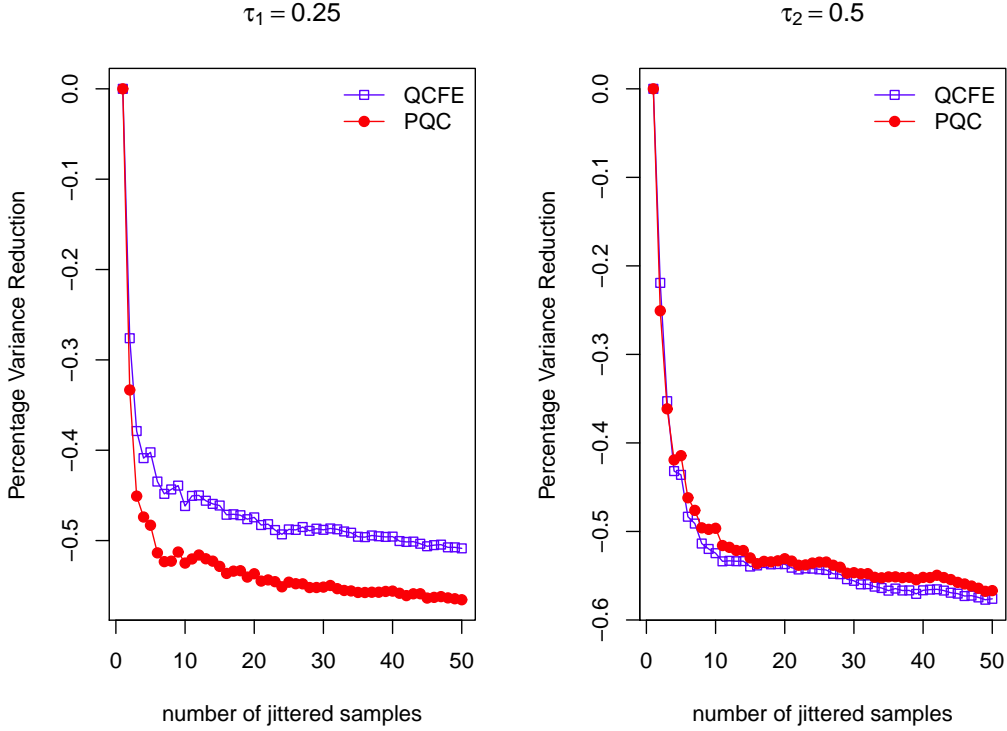 τ1 = 0.25
Percentage Variance Reduction
0.0
−0.1
−0.2
−0.3
−0.4
−0.5
QCFE
PQC
0 10 20 30 40 50
number of jittered samples
τ2 = 0.5
Percentage Variance Reduction
0.0
−0.1
−0.2
−0.3
−0.4
−0.5
−0.6
QCFE
PQC
0 10 20 30 40 50
number of jittered samples